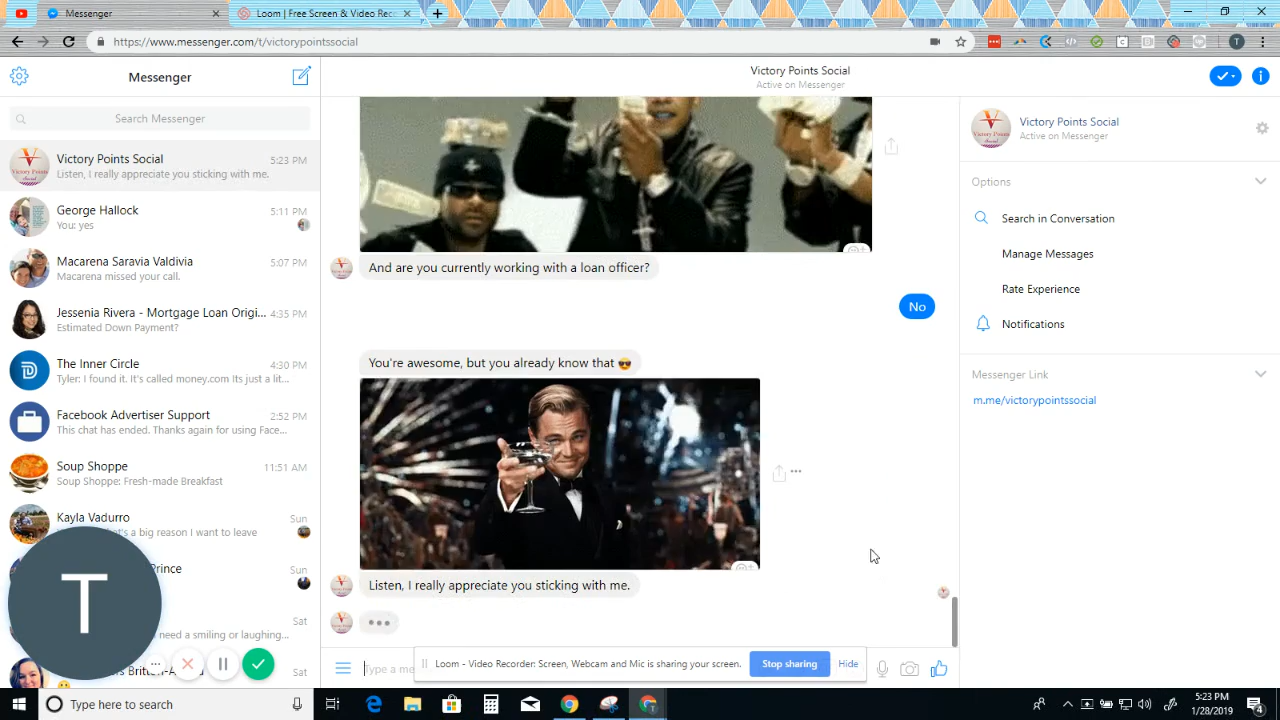 Messenger
Loom | Free Screen & Video Rec
https://www.messenger.com/t/victorypointssocial
T
Messenger
Search Messenger
Victory Points Social
5:23 PM
Listen, I really appreciate you sticking with me.
George Hallock
5:11 PM
You: yes
Macarena Saravia Baldivia
5:07 PM
Macarena missed your call.
Jessenia Rivera - Mortgage Loan Origi...
4:35 PM
Estimated Down Payment?
The Inner Circle
4:30 PM
Tyler: I found it. It's called money.com Its just a lit...
Facebook Advertiser Support
2:52 PM
This chat has ended. Thanks again for using Face...
Soup Shoppe
11:51 AM
Soup Shoppe: Fresh-made Breakfast
Kayla Vadurro
Sun
a big reason I want to leave
Prince
Sun
Sat
need a smiling or laughing...
Sat
T
Victory Points Social
Active on Messenger
And are you currently working with a loan officer?
No
You're awesome, but you already know that 😎
Listen, I really appreciate you sticking with me.
Type a me
Loom - Video Recorder: Screen, Webcam and Mic is sharing your screen.
Stop sharing
Hide
Victory Points Social
Active on Messenger
Options
Search in Conversation
Manage Messages
Rate Experience
Notifications
Messenger Link
m.me/victorypointssocial
Type here to search
5:23 PM
1/28/2019
4